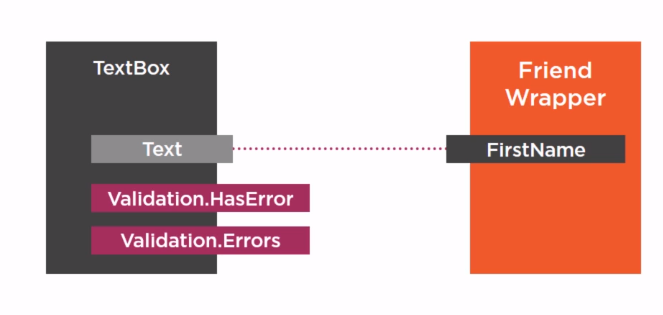 TextBox
Text
Validation.HasError
Validation.Errors
Friend
Wrapper
FirstName